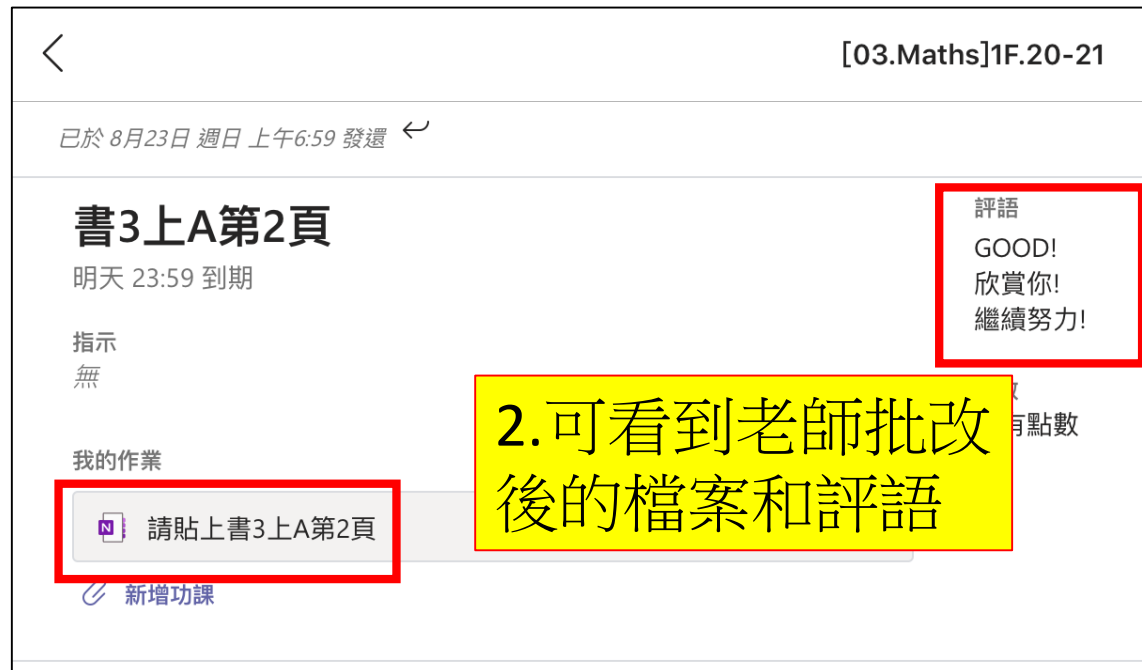 [03.Maths]1F.20-21
已於 8月23日 週日 上午6:59 發還
書3上A第2頁
明天 23:59 到期
指示
無
評語
GOOD!
欣賞你!
繼續努力!
有點數
2.可看到老師批改
後的檔案和評語
我的作業
請貼上書3上A第2頁
新增功課